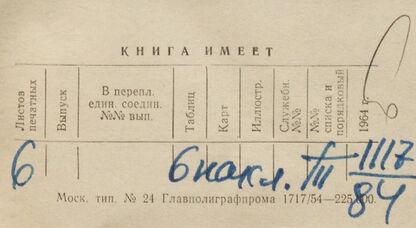 КНИГА ИМЕЕТ
Листов печатных
Выпуск
В перепл. един. соедин. №№ вып.
Таблиц
Карт
Иллюстр.
Служебн. №№
№№ списка и порядковый
1964 г.
6
6 накл.
III
1117
84
Моск. тип. № 24 Главполиграфпрома 1717/54—225.000.